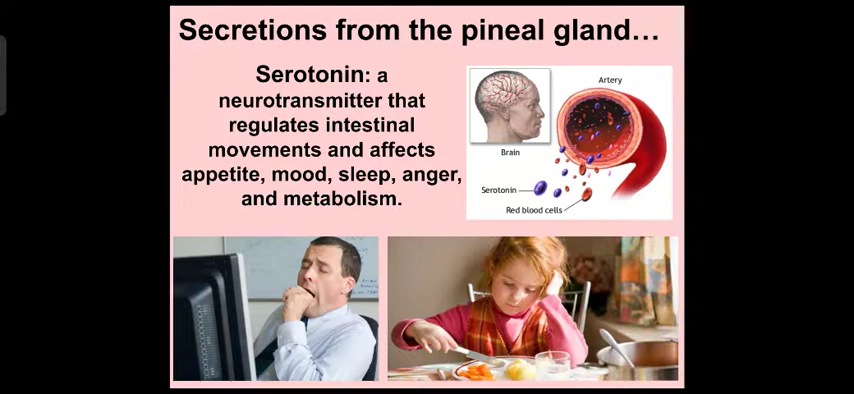 Secretions from the pineal gland…
Serotonin: a
neurotransmitter that
regulates intestinal
movements and affects
appetite, mood, sleep, anger,
and metabolism.
Artery
Brain
Serotonin
Red blood cells